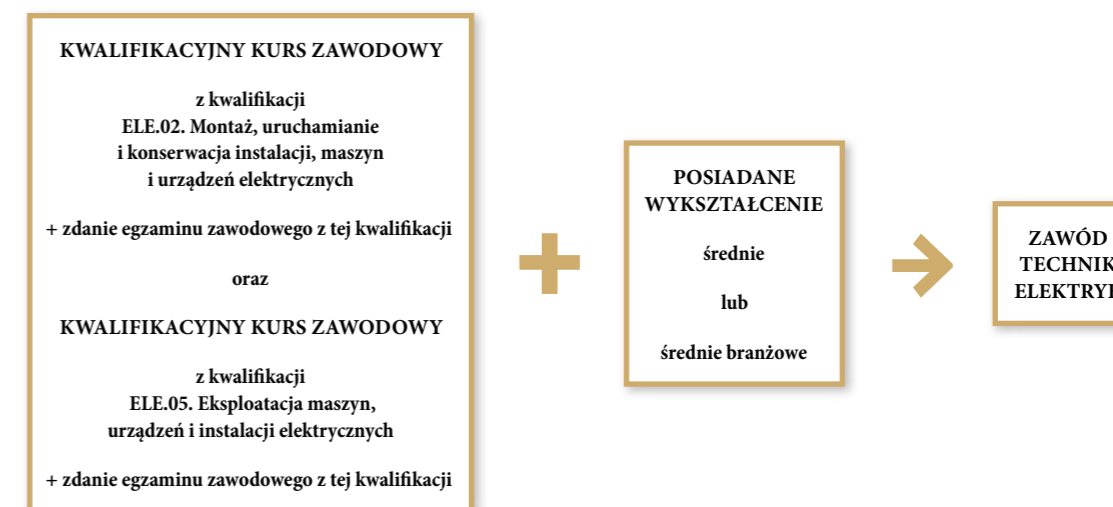 KWALIFIKACYJNY KURS ZAWODOWY
z kwalifikacji
ELE.02. Montaż, uruchamianie
i konserwacja instalacji, maszyn
i urządzeń elektrycznych
+ zdanie egzaminu zawodowego z tej kwalifikacji
oraz
KWALIFIKACYJNY KURS ZAWODOWY
z kwalifikacji
ELE.05. Eksploatacja maszyn,
urządzeń i instalacji elektrycznych
+ zdanie egzaminu zawodowego z tej kwalifikacji
+
POSIADANE
WYKSZTAŁCENIE
średnie
lub
średnie branżowe
ZAWÓD
TECHNIK